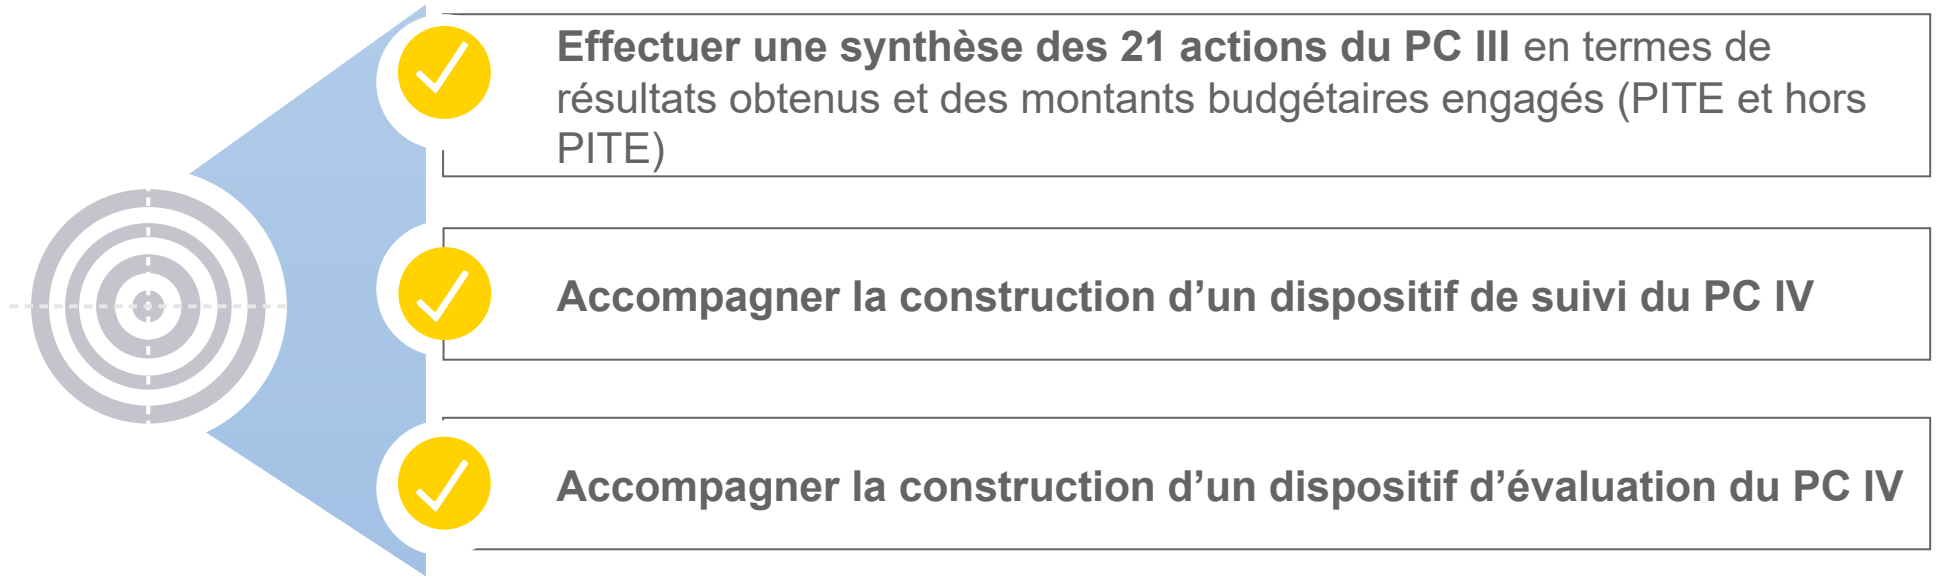 Effectuer une synthèse des 21 actions du PC III en termes de
résultats obtenus et des montants budgétaires engagés (PITE et hors
PITE)
Accompagner la construction d’un dispositif de suivi du PC IV
Accompagner la construction d’un dispositif d’évaluation du PC IV